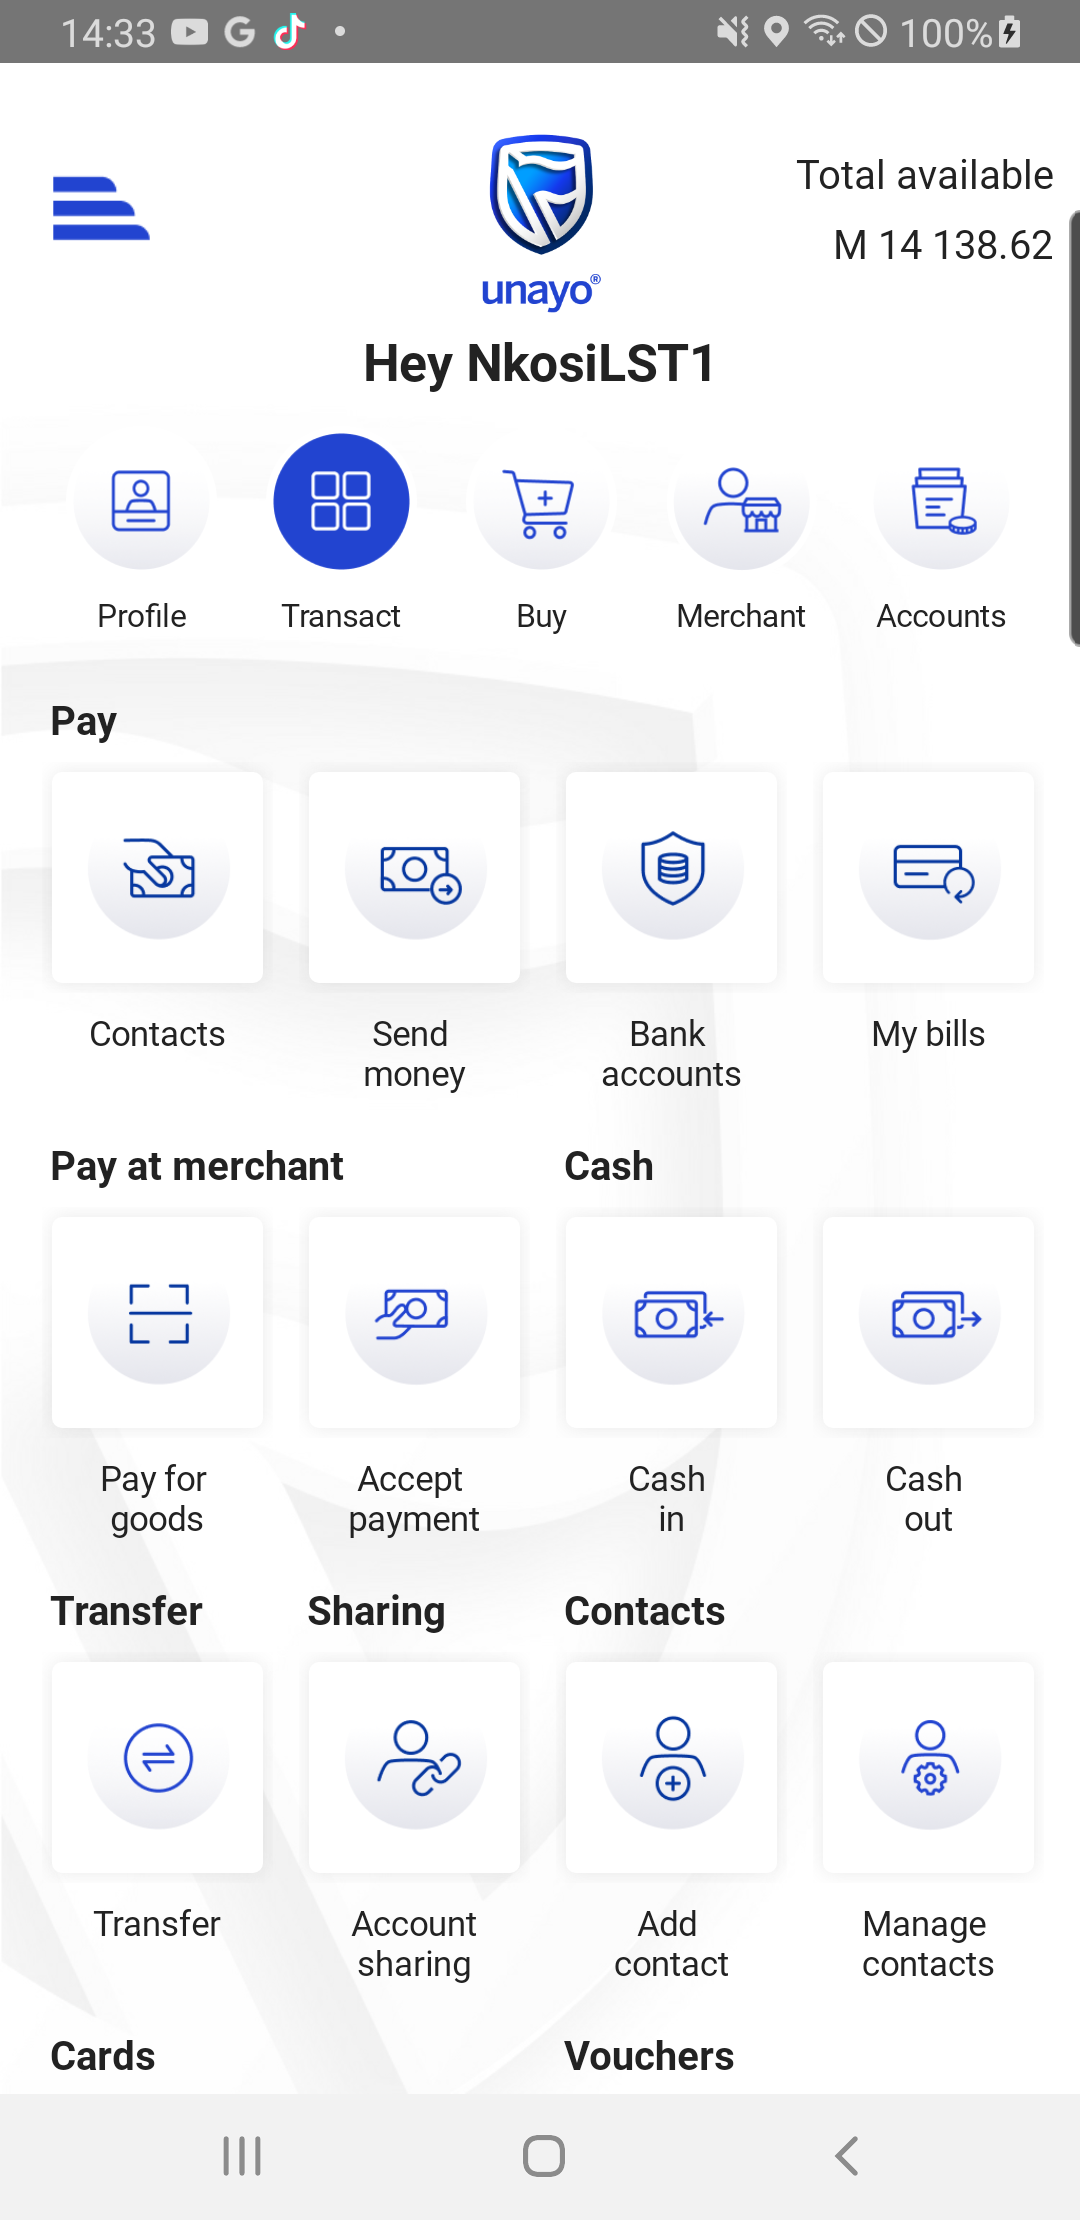 14:33
100%
Total available
M 14 138.62
unayo®
Hey NkosiLST1
Profile
Transact
Buy
Merchant
Accounts
Pay
Contacts
Send
money
Bank
accounts
My bills
Pay at merchant
Cash
Pay for
goods
Accept
payment
Cash
in
Cash
out
Transfer
Sharing
Contacts
Transfer
Account
sharing
Add
contact
Manage
contacts
Cards
Vouchers